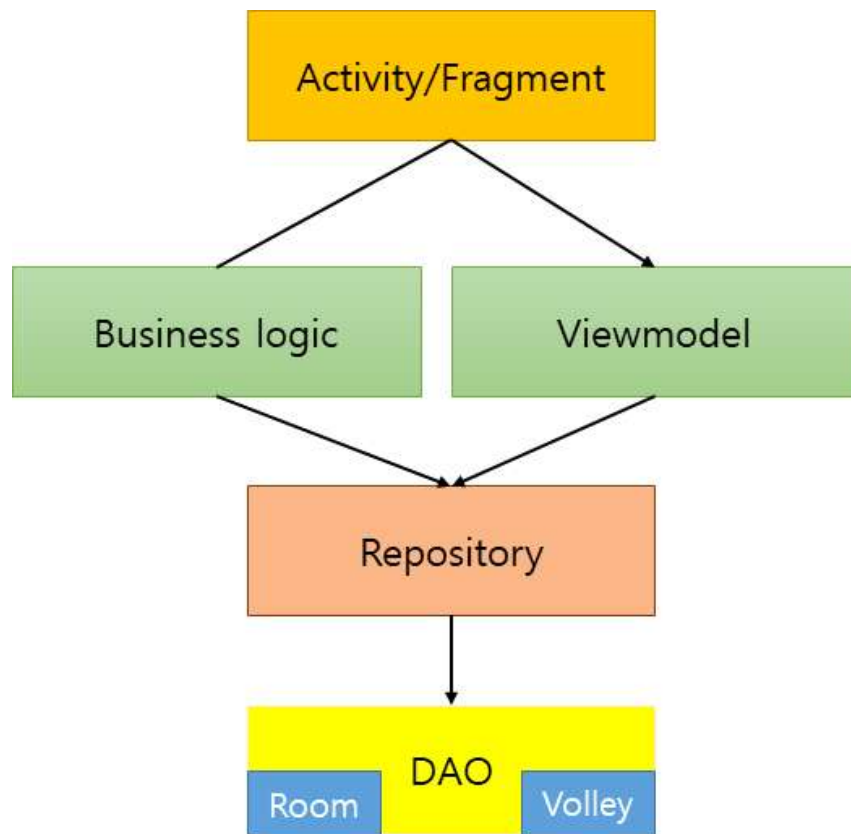 Activity/Fragment
Business logic
Viewmodel
Repository
DAO
Room
Volley